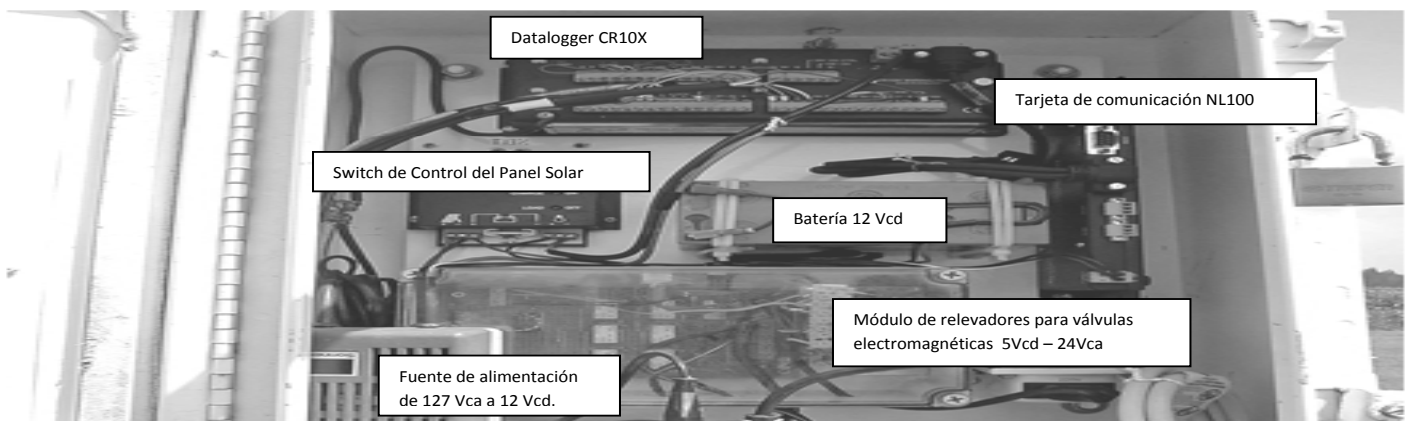 Datalogger CR10X
Tarjeta de comunicación NL100
Switch de Control del Panel Solar
Batería 12 Vcd
Módulo de relevadores para válvulas
electromagnéticas 5Vcd – 24Vca
Fuente de alimentación
de 127 Vca a 12 Vcd.